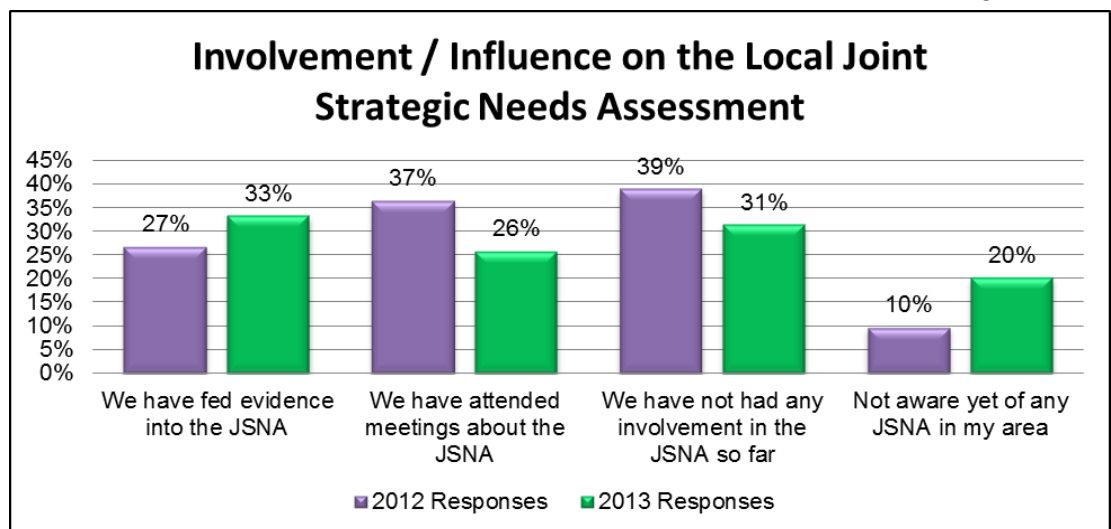 Involvement / Influence on the Local Joint
Strategic Needs Assessment
45%
40%
35%
30%
25%
20%
15%
10%
5%
0%
27%
33%
37%
26%
39%
31%
10%
20%
We have fed evidence
into the JSNA
We have attended
meetings about the
JSNA
We have not had any
involvement in the
JSNA so far
Not aware yet of any
JSNA in my area
2012 Responses
2013 Responses